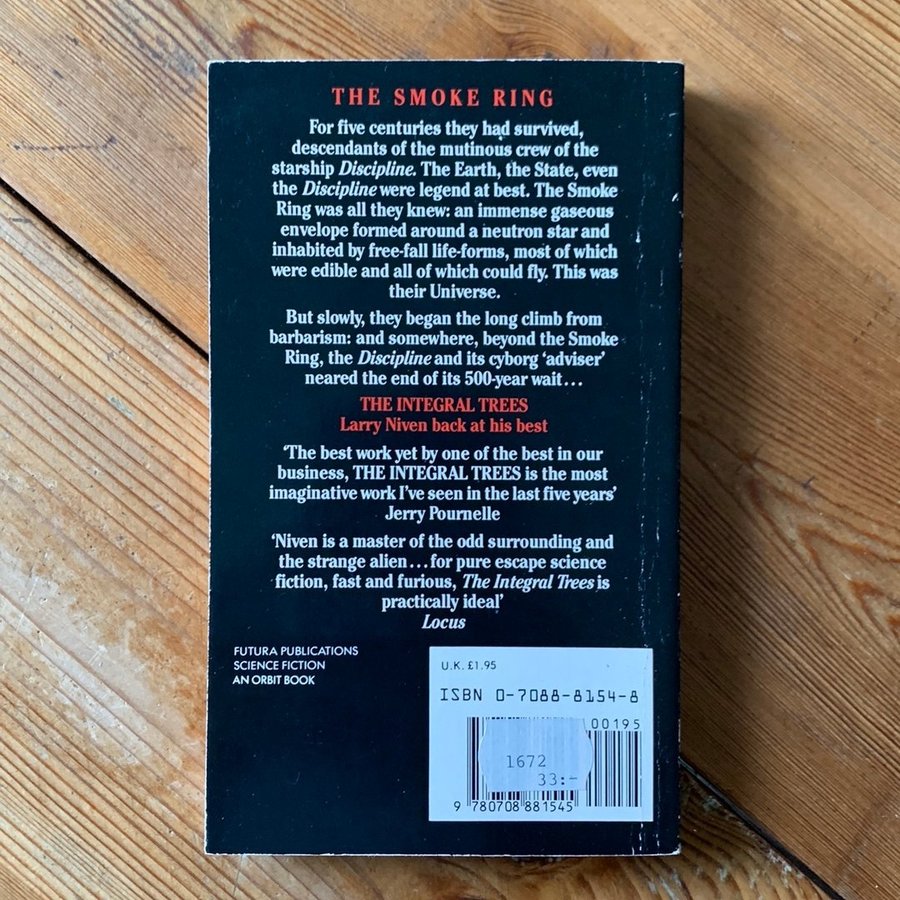 THE SMOKE RING
For five centuries they had survived,
descendants of the mutinous crew of the
starship Discipline. The Earth, the State, even
the Discipline were legend at best. The Smoke
Ring was all they knew: an immense gaseous
envelope formed around a neutron star and
inhabited by free-fall life-forms, most of which
were edible and all of which could fly. This was
their Universe.
But slowly, they began the long climb from
barbarism: and somewhere, beyond the Smoke
Ring, the Discipline and its cyborg ‘adviser’
neared the end of its 500-year wait...
THE INTEGRAL TREES
Larry Niven back at his best
‘The best work yet by one of the best in our
business, THE INTEGRAL TREES is the most
imaginative work I’ve seen in the last five years’
Jerry Pournelle
‘Niven is a master of the odd surrounding and
the strange alien...for pure escape science
fiction, fast and furious, The Integral Trees is
practically ideal’
Locus
FUTURA PUBLICATIONS
SCIENCE FICTION
AN ORBIT BOOK
U.K. £1.95
ISBN 0-7088-8154-8
00195
1672
33:-
9 780708 881545